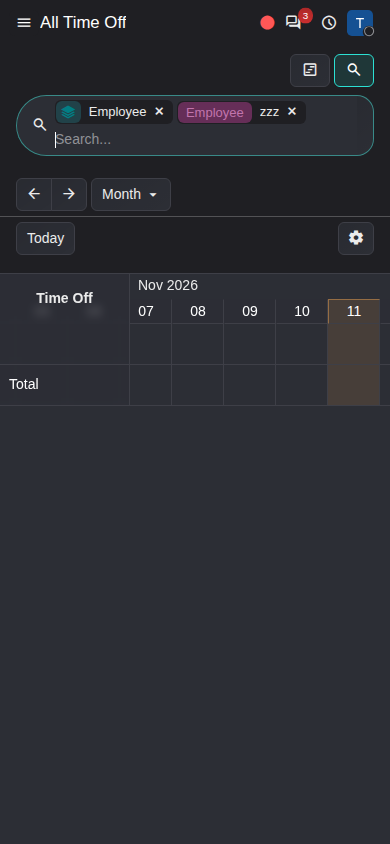 All Time Off
3
T
Employee ×
Employee zzz ×
Search...
Month
Today
Time Off
Nov 2026
07 08 09 10 11
Total